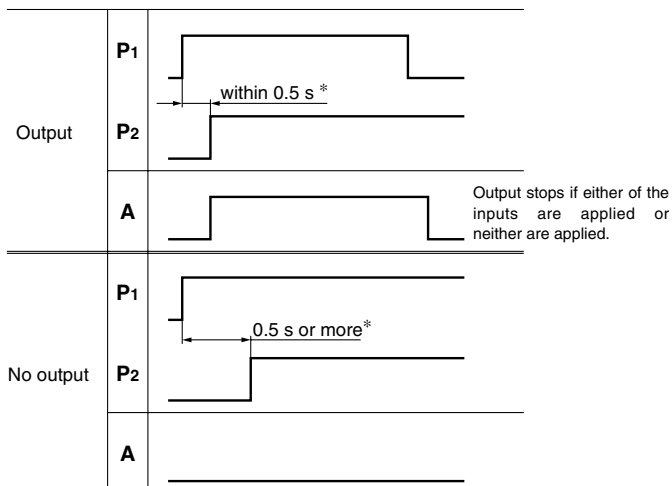 P1
within 0.5 s *
Output
P2
A
Output stops if either of the
inputs are applied or
neither are applied.
P1
0.5 s or more*
No output
P2
A